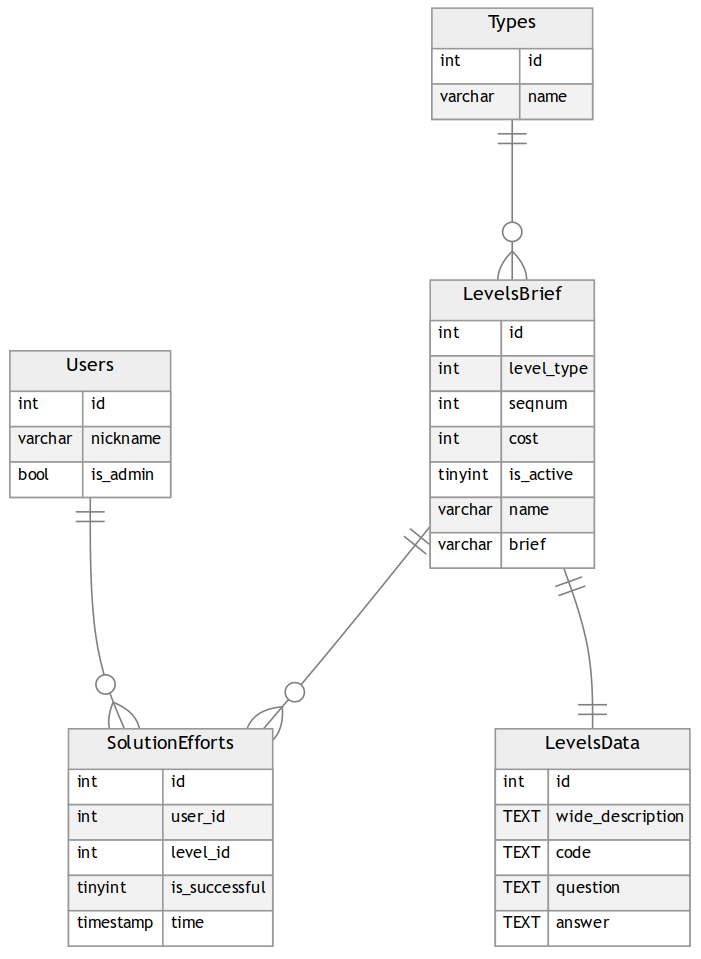 Types
int id
varchar name
LevelsBrief
int id
int level_type
int seqnum
int cost
tinyint is_active
varchar name
varchar brief
Users
int id
varchar nickname
bool is_admin
SolutionEfforts
int id
int user_id
int level_id
tinyint is_successful
timestamp time
LevelsData
int id
TEXT wide_description
TEXT code
TEXT question
TEXT answer